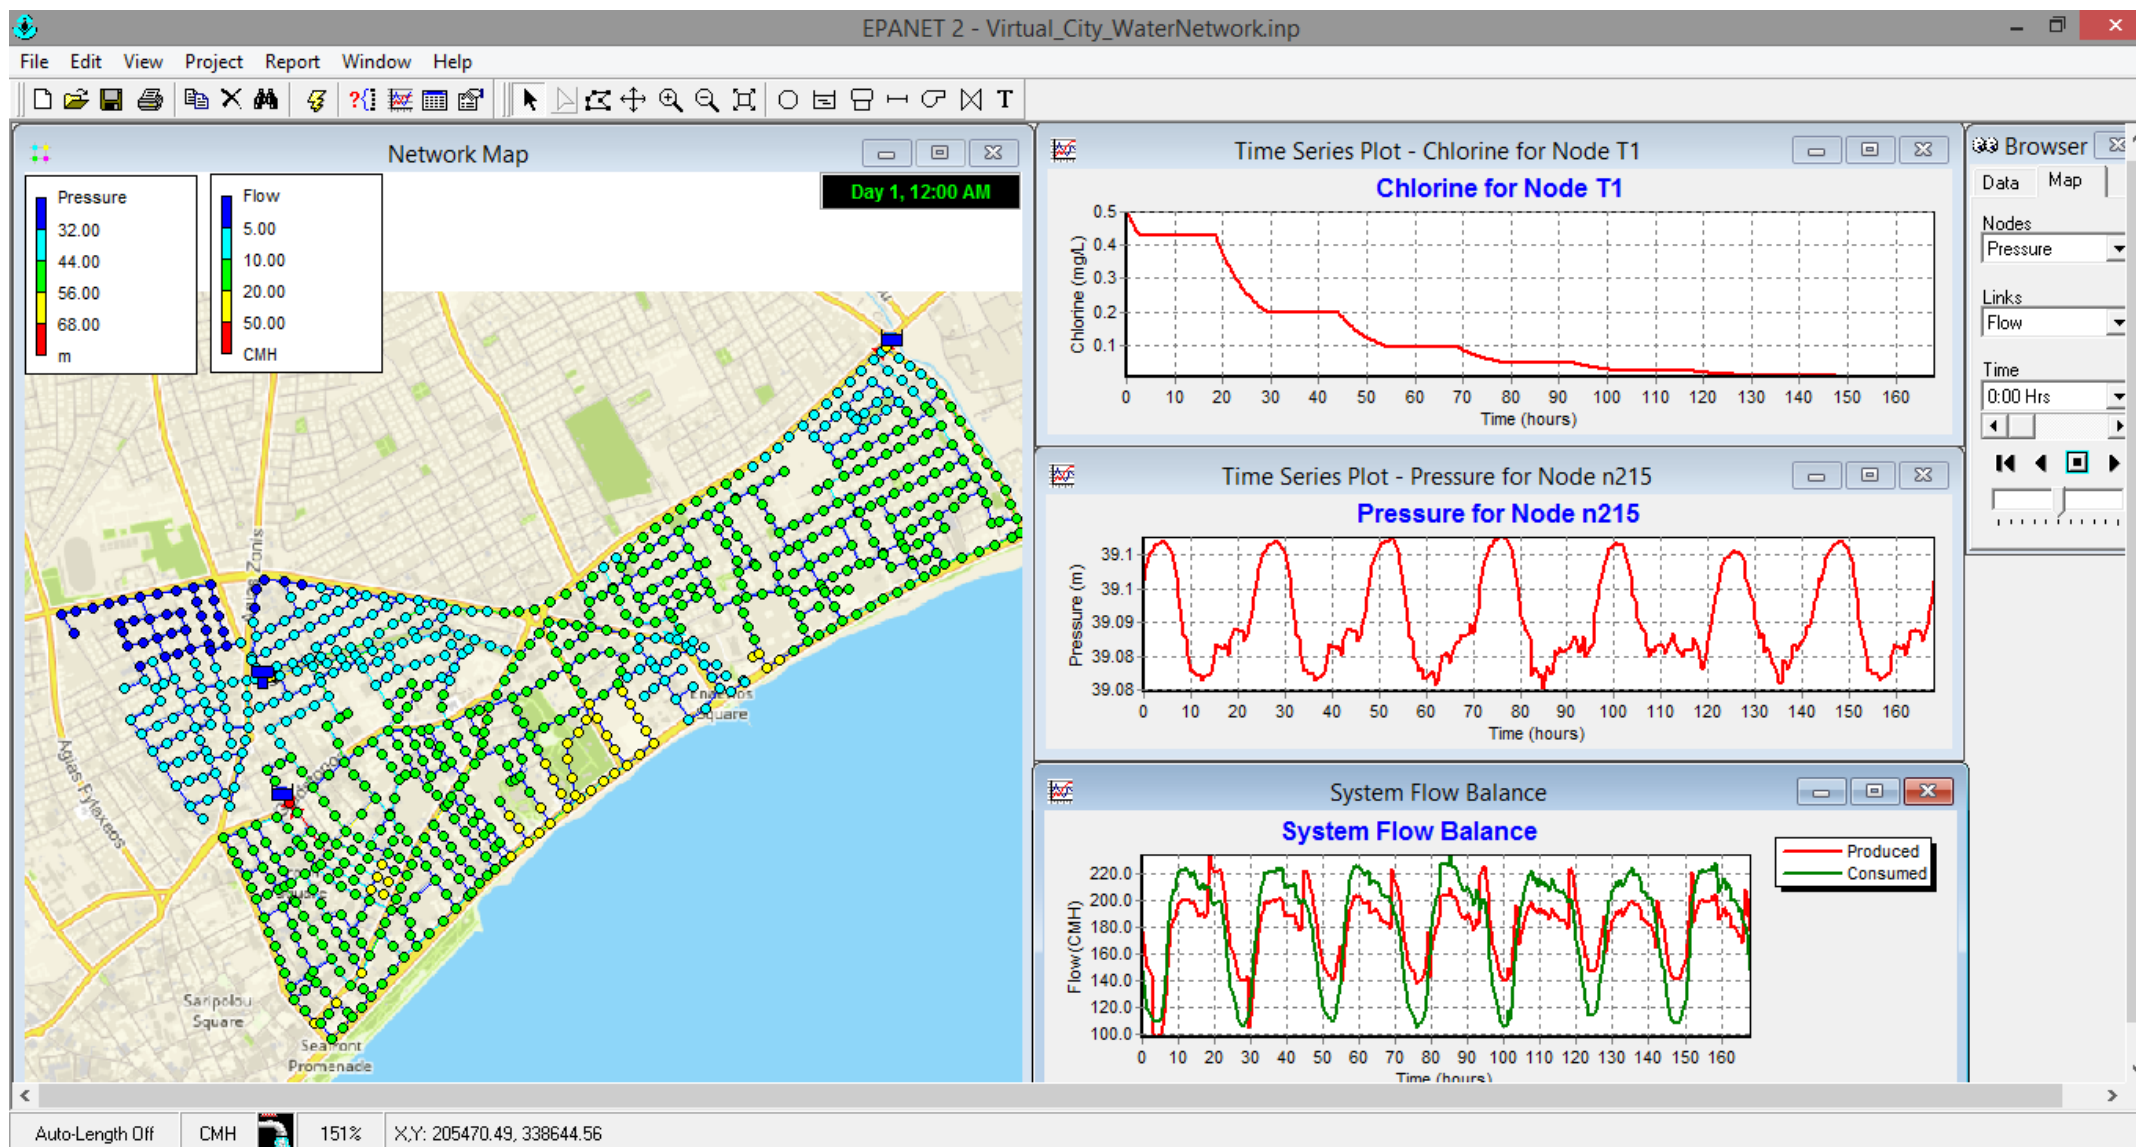 EPANET 2 - Virtual_City_WaterNetwork.inp
File Edit View Project Report Window Help
T
Network Map
Day 1, 12:00 AM
Pressure
32.00
44.00
56.00
68.00
m
Flow
5.00
10.00
20.00
50.00
CMH
Agias Zonis
Agias Fylaxeos
Square
Saripolou
Square
Seafront
Promenade
Time Series Plot - Chlorine for Node T1
Chlorine for Node T1
Chlorine (mg/L)
0.5
0.4
0.3
0.2
0.1
0 10 20 30 40 50 60 70 80 90 100 110 120 130 140 150 160
Time (hours)
Time Series Plot - Pressure for Node n215
Pressure for Node n215
Pressure (m)
39.1
39.1
39.09
39.08
39.08
0 10 20 30 40 50 60 70 80 90 100 110 120 130 140 150 160
Time (hours)
System Flow Balance
System Flow Balance
Flow (CMH)
220.0
200.0
180.0
160.0
140.0
120.0
100.0
0 10 20 30 40 50 60 70 80 90 100 110 120 130 140 150 160
Time (hours)
Produced
Consumed
Browser
Data Map
Nodes
Pressure
Links
Flow
Time
0:00 Hrs
Auto-Length Off CMH 151% X,Y: 205470.49, 338644.56